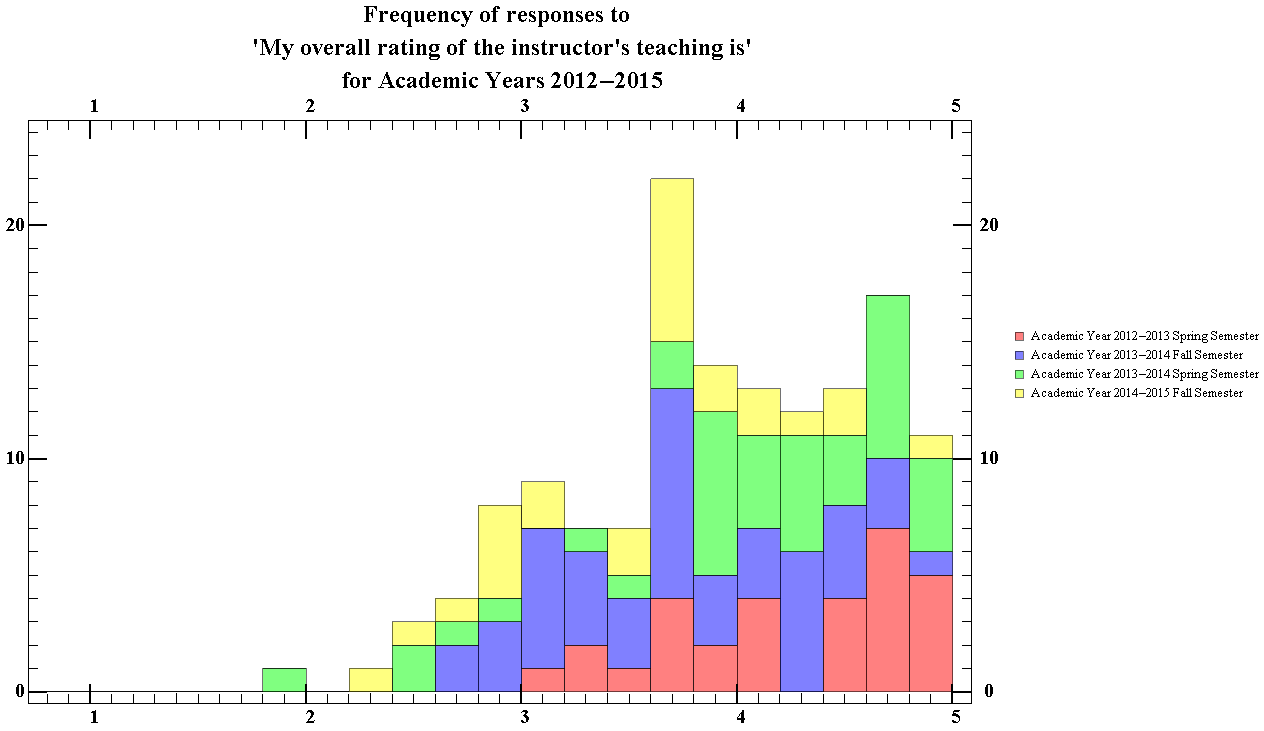 Frequency of responses to
'My overall rating of the instructor's teaching is'
for Academic Years 2012–2015
1 2 3 4 5
20 20
10 10
0 0
1 2 3 4 5
Academic Year 2012–2013 Spring Semester
Academic Year 2013–2014 Fall Semester
Academic Year 2013–2014 Spring Semester
Academic Year 2014–2015 Fall Semester